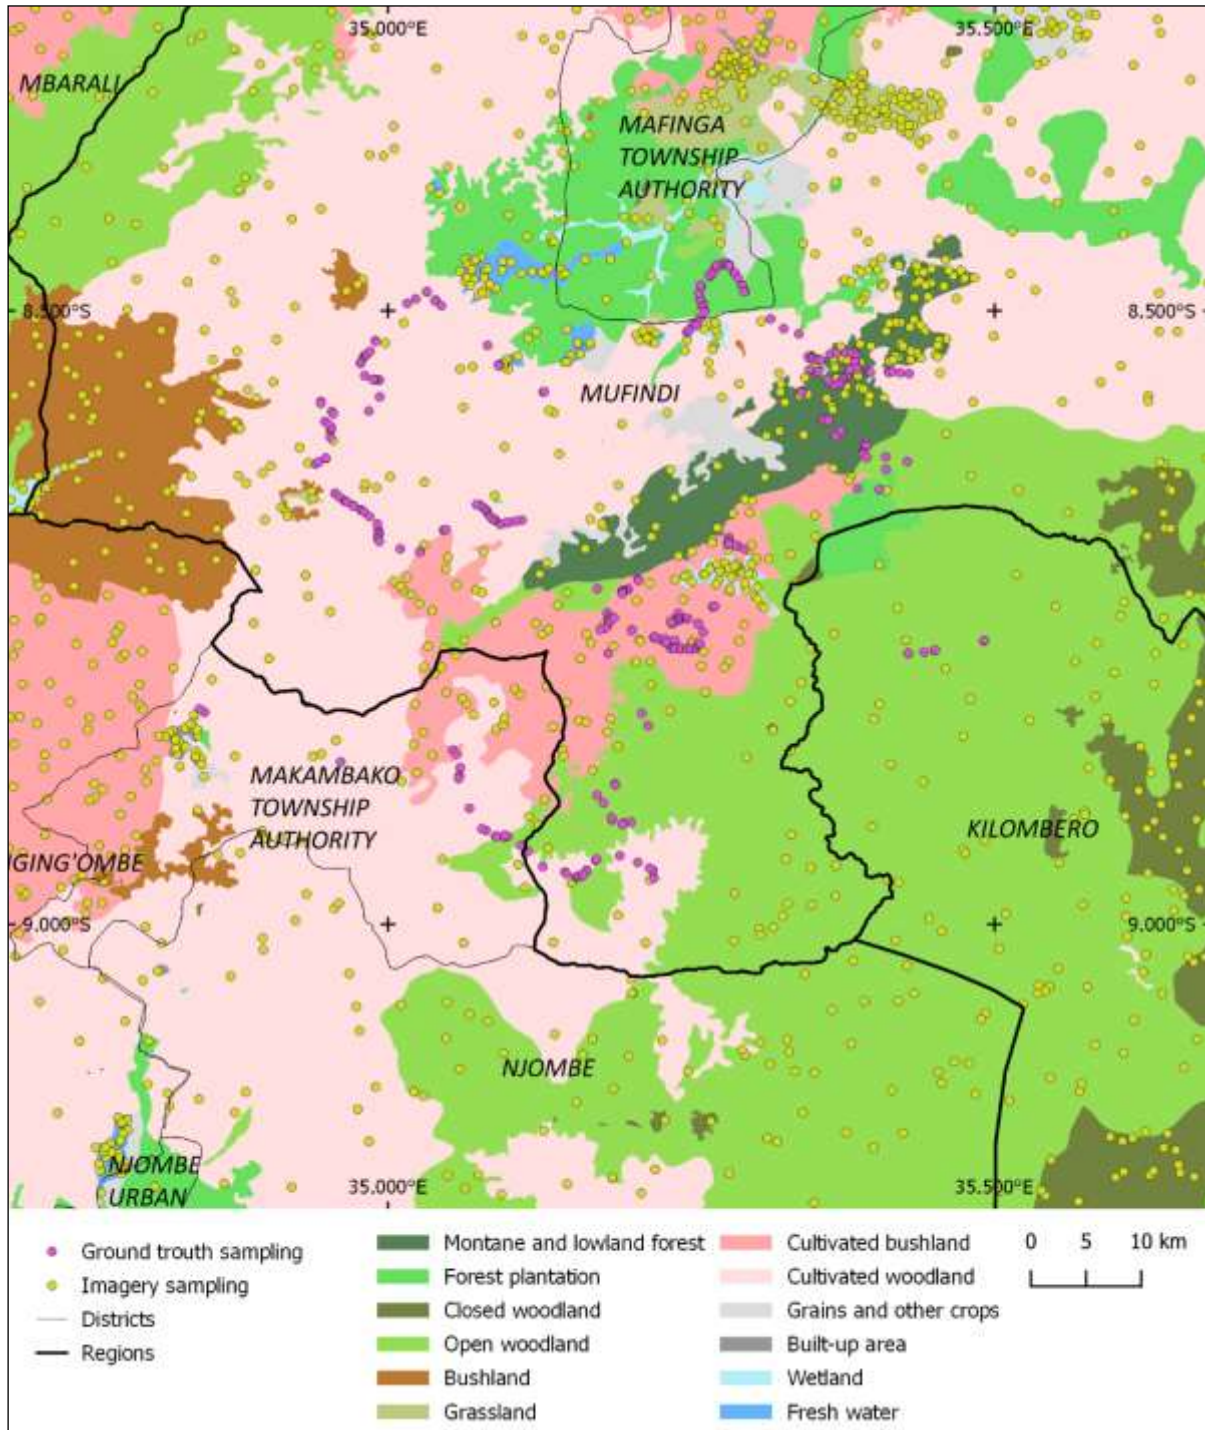 35.000°E
35.500°E
MBARALI
MAFINGA
TOWNSHIP
AUTHORITY
8.500°S
8.500°S
MUFINDI
MAKAMBAKO
TOWNSHIP
AUTHORITY
KILOMBERO
NGING'OMBE
9.000°S
9.000°S
NJOMBE
NJOMBE
URBAN
35.000°E
35.500°E
Ground trouth sampling
Imagery sampling
Districts
Regions
Montane and lowland forest
Forest plantation
Closed woodland
Open woodland
Bushland
Grassland
Cultivated bushland
Cultivated woodland
Grains and other crops
Built-up area
Wetland
Fresh water
0 5 10 km